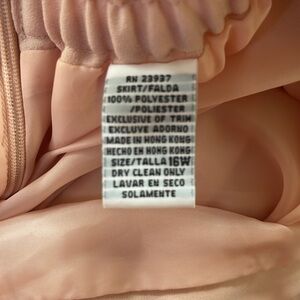 RN 23937
SKIRT/FALDA
100% POLYESTER
/POLIESTER
EXCLUSIVE OF TRIM
EXCLUVE ADORNO
MADE IN HONG KONG
HECHO EN HONG KONG
SIZE/TALLA 16W
DRY CLEAN ONLY
LAVAR EN SECO
SOLAMENTE